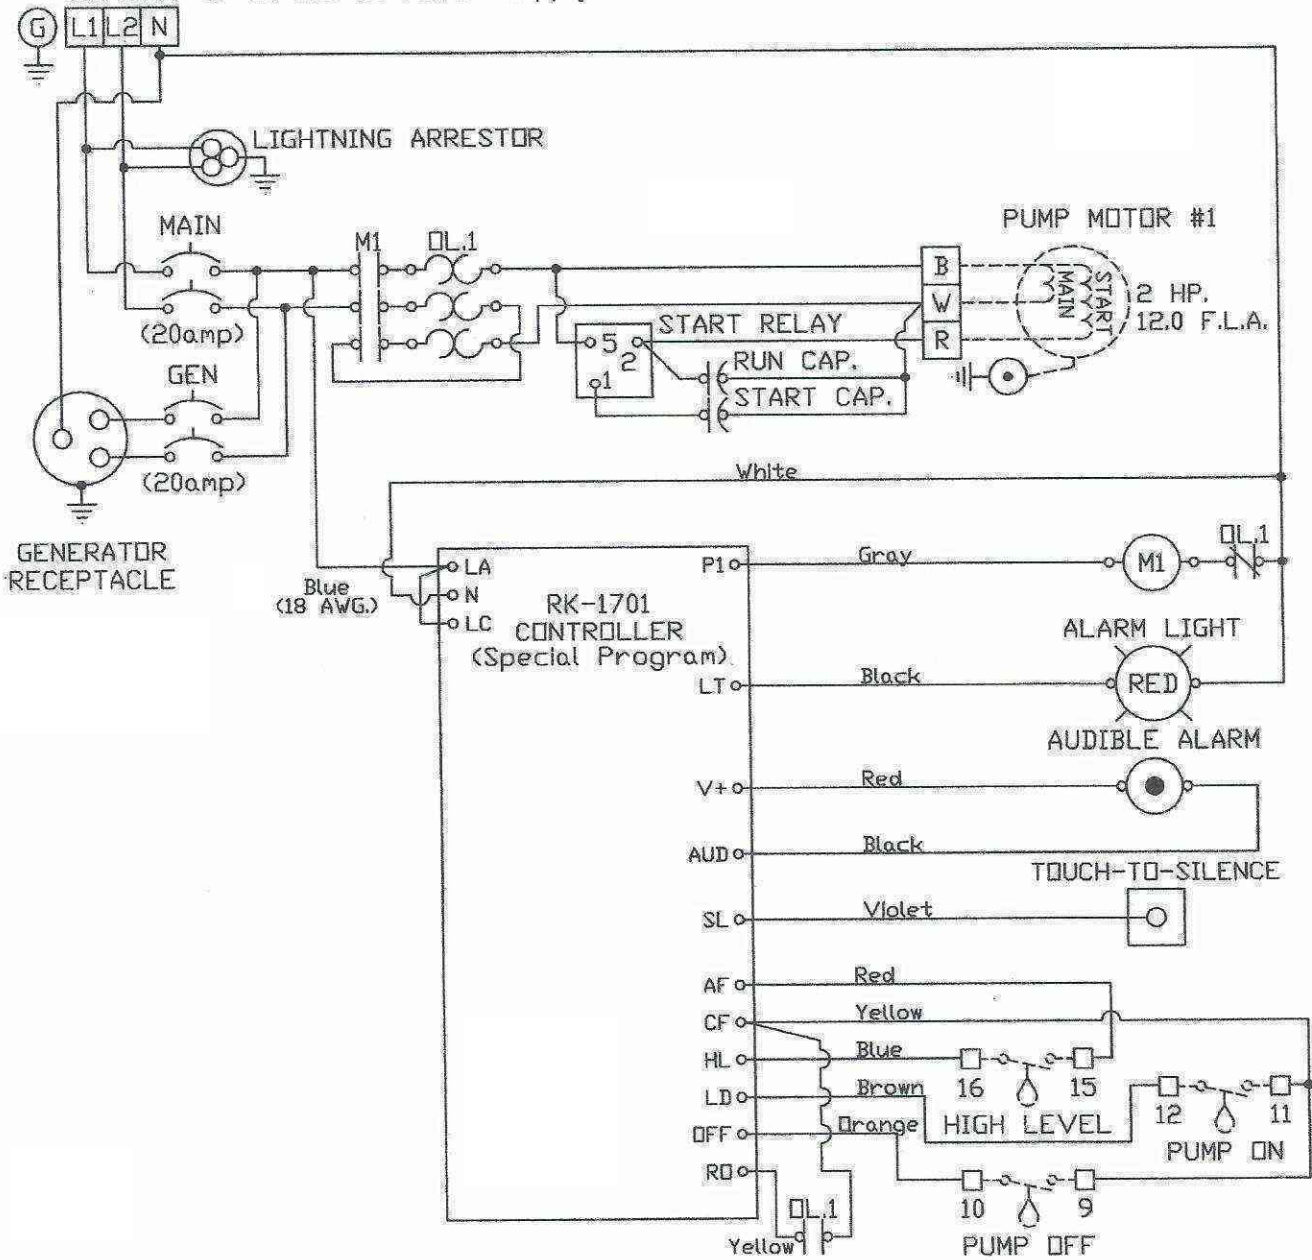 G L1 L2 N
LIGHTNING ARRESTOR
MAIN
M1
OL.1
PUMP MOTOR #1
B
MAIN
START
2 HP.
W
(20amp)
START RELAY
12.0 F.L.A.
5
2
R
GEN
RUN CAP.
1
START CAP.
White
(20amp)
GENERATOR
RECEPTACLE
Blue
(18 AWG.)
LA
N
LC
RK-1701
CONTROLLER
(Special Program)
P1
Gray
M1
OL.1
ALARM LIGHT
LT
Black
RED
AUDIBLE ALARM
V+
Red
AUD
Black
TOUCH-TO-SILENCE
SL
Violet
AF
Red
CF
Yellow
HL
Blue
16
15
LD
Brown
HIGH LEVEL
12
11
OFF
Orange
PUMP ON
RO
10
9
OL.1
Yellow
PUMP OFF